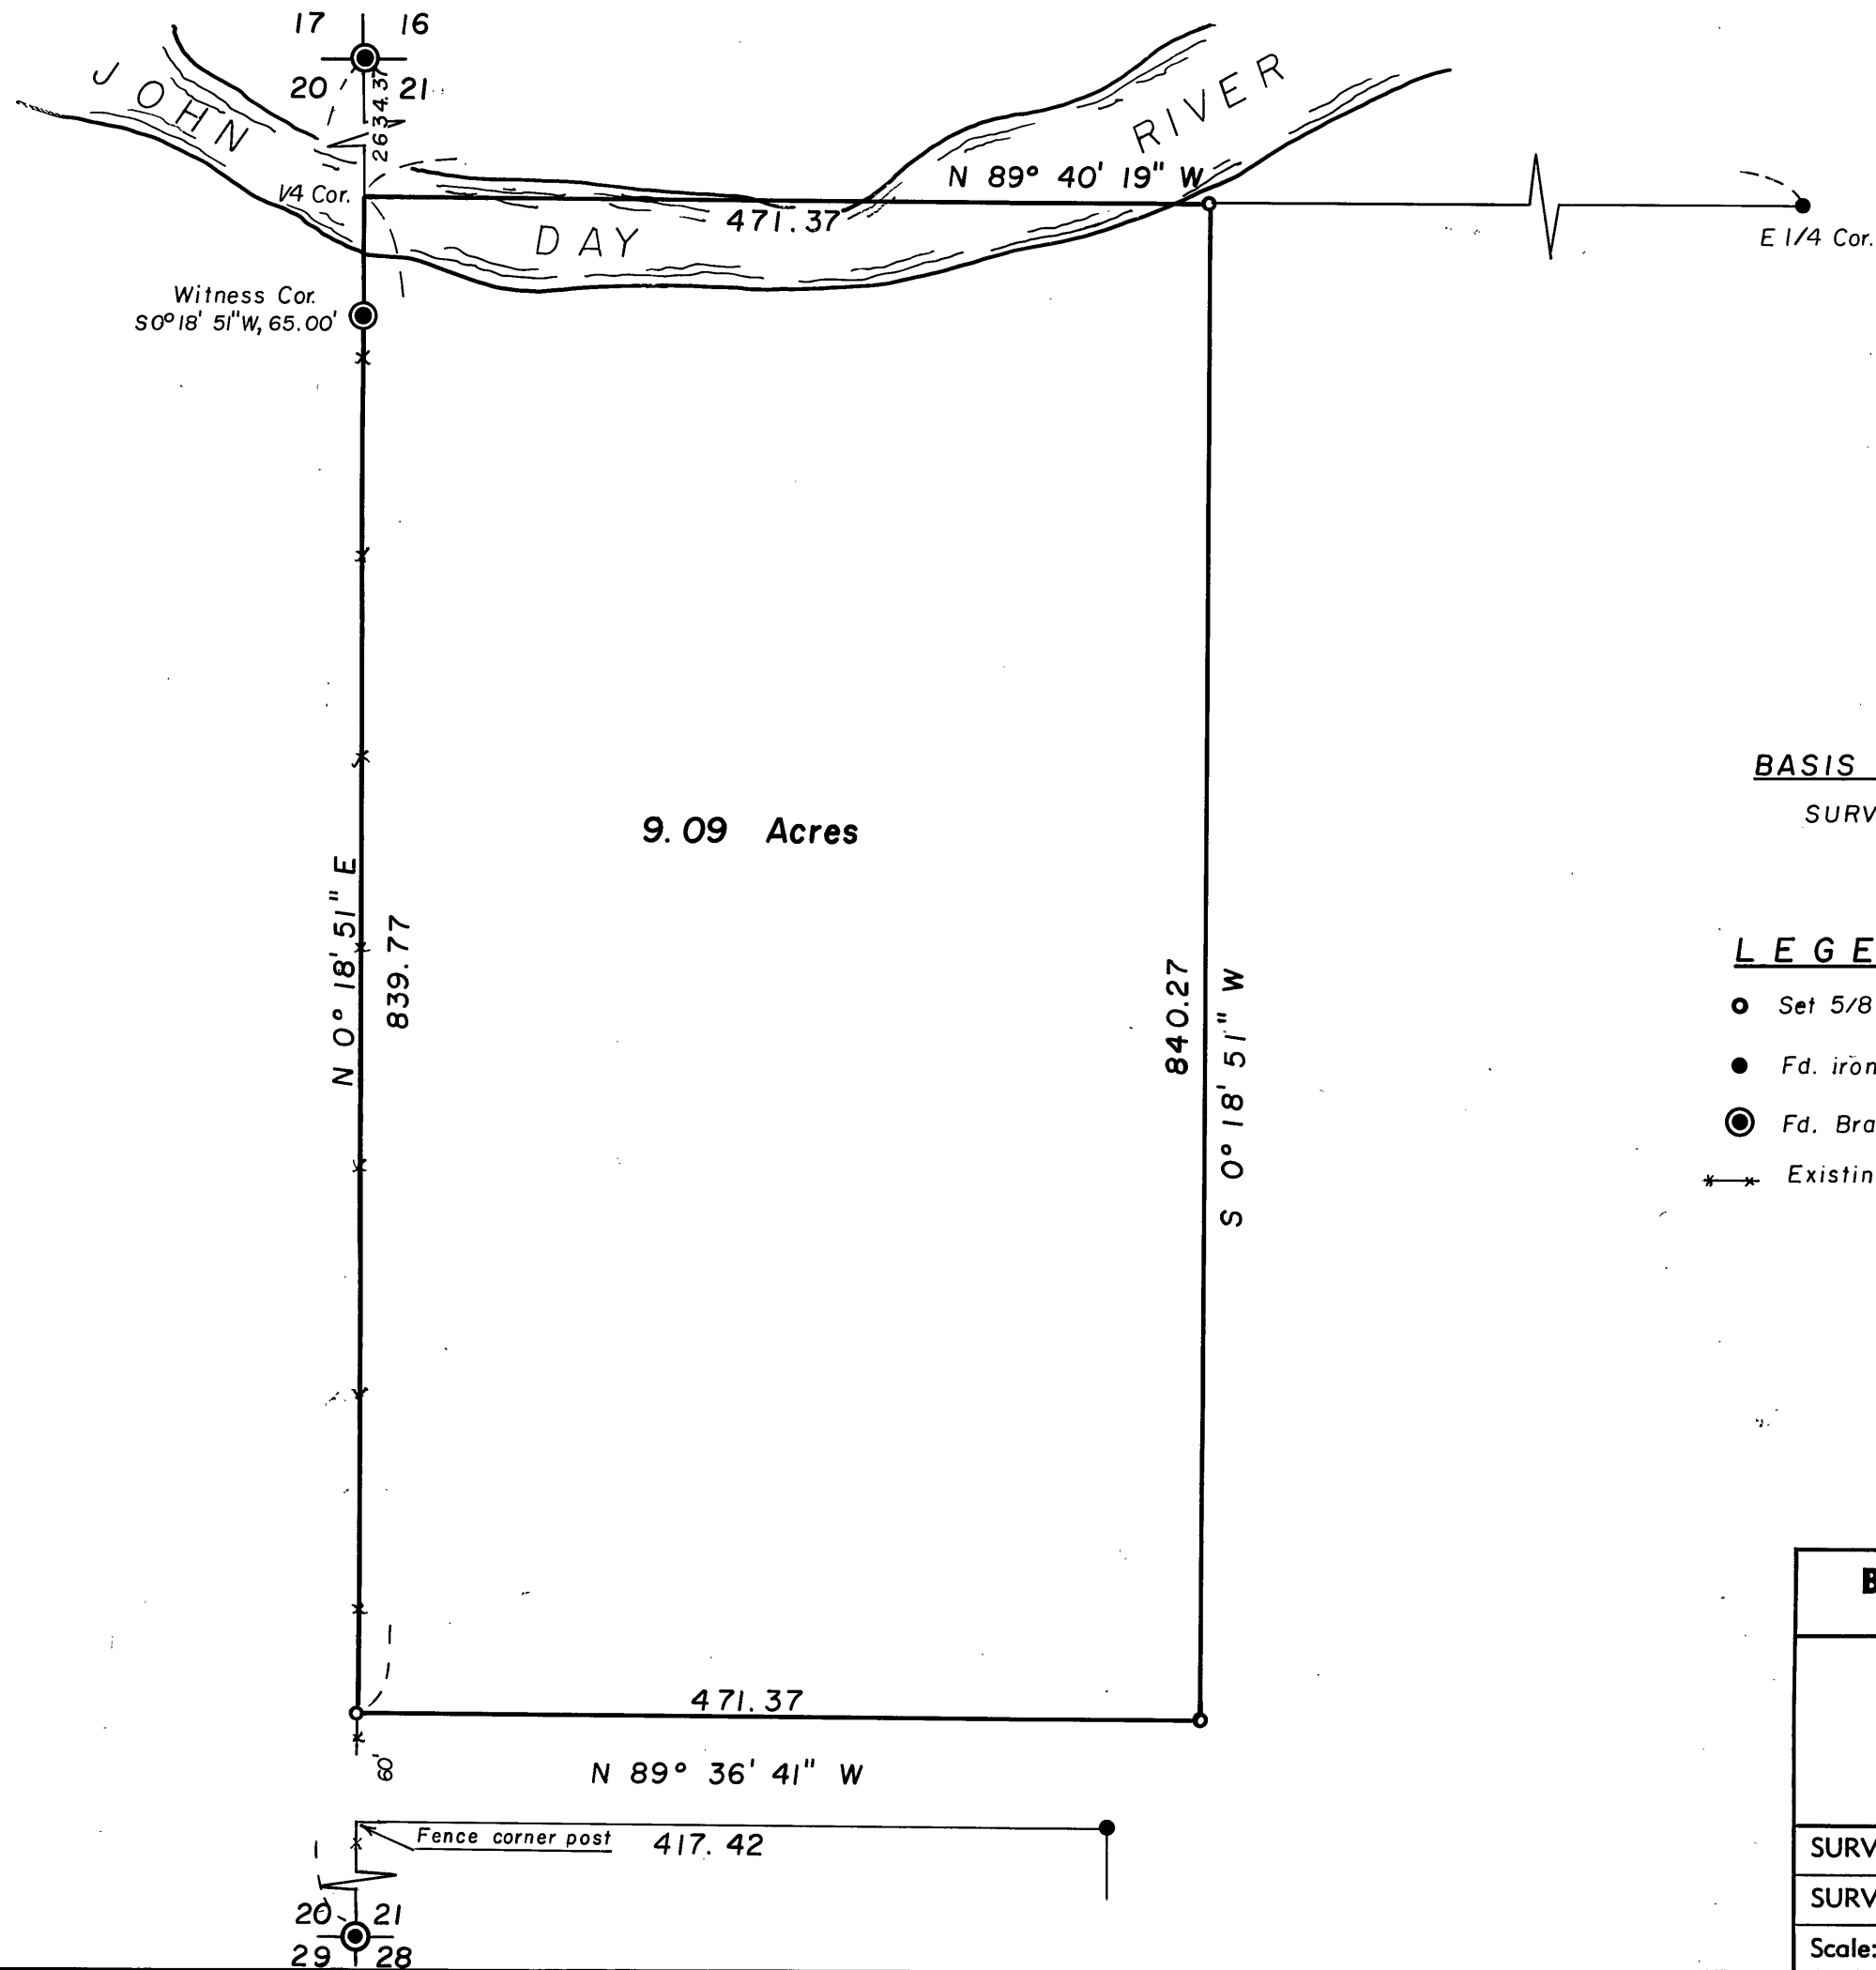 17 16
20 21
2634.37
JOHN
DAY
RIVER
N 89° 40' 19" W
471.37
1/4 Cor.
E 1/4 Cor.
Witness Cor.
S0° 18' 51"W, 65.00'
9.09 Acres
N 0° 18' 51" E
839.77
840.27
S 0° 18' 51" W
BASIS
SURV
LEGE
Set 5/8
Fd. iron
Fd. Bra
Existin
471.37
N 89° 36' 41" W
60'
Fence corner post 417.42
20 21
29 28
B
SURV
SURV
Scale: